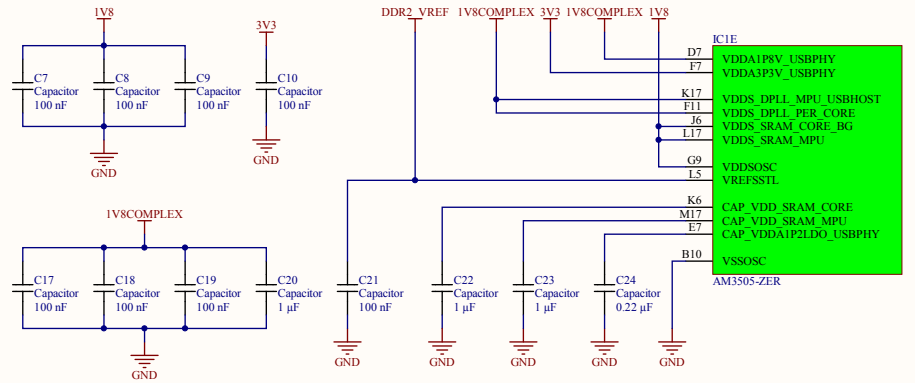 1V8
C7
Capacitor
100 nF
C8
Capacitor
100 nF
C9
Capacitor
100 nF
GND
3V3
C10
Capacitor
100 nF
GND
1V8COMPLEX
C17
Capacitor
100 nF
C18
Capacitor
100 nF
C19
Capacitor
100 nF
C20
Capacitor
1 µF
GND
DDR2_VREF 1V8COMPLEX 3V3 1V8COMPLEX 1V8
IC1E
D7 VDDA1P8V_USBPHY
F7 VDDA3P3V_USBPHY
K17 VDDS_DPLL_MPU_USBHOST
F11 VDDS_DPLL_PER_CORE
J6 VDDS_SRAM_CORE_BG
L17 VDDS_SRAM_MPU
G9 VDDSOSC
L5 VREFSSTL
K6 CAP_VDD_SRAM_CORE
M17 CAP_VDD_SRAM_MPU
E7 CAP_VDDA1P2LDO_USBPHY
B10 VSSOSC
AM3505-ZER
C21
Capacitor
100 nF
GND
C22
Capacitor
1 µF
GND
C23
Capacitor
1 µF
GND
C24
Capacitor
0.22 µF
GND
GND